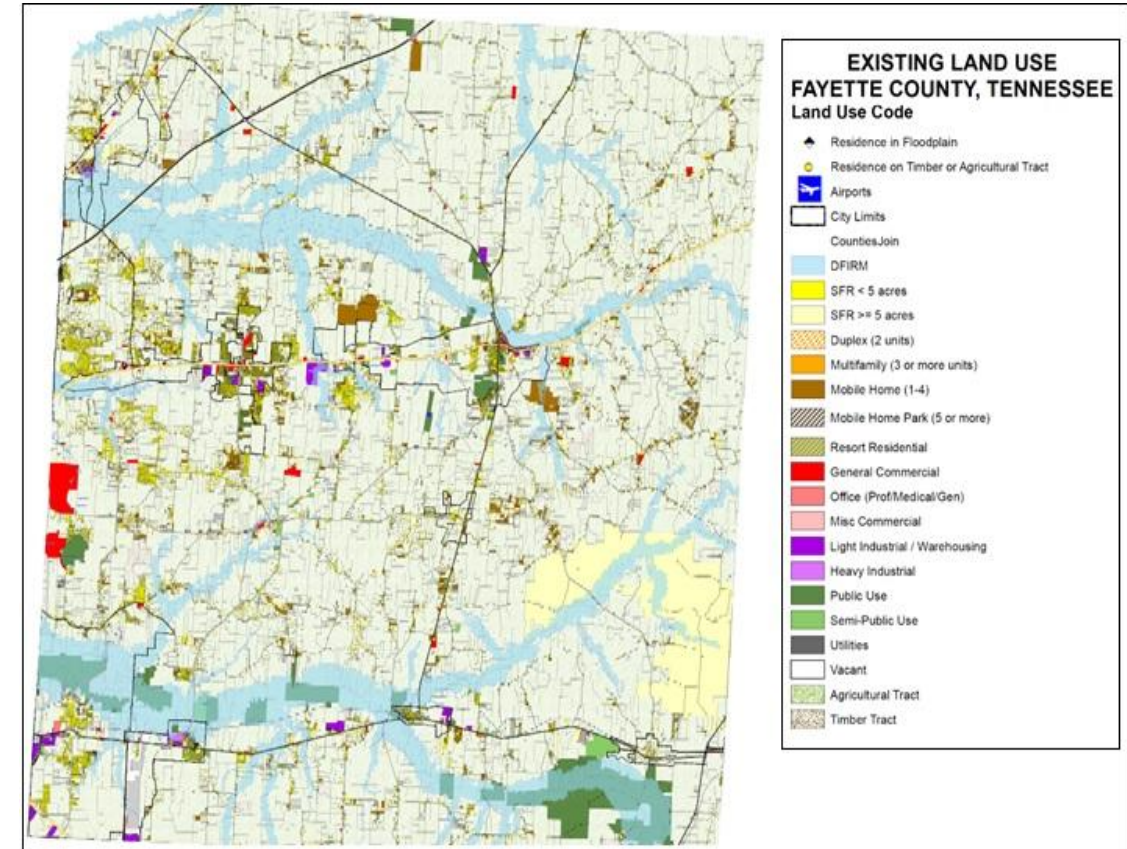 EXISTING LAND USE
FAYETTE COUNTY, TENNESSEE
Land Use Code
Residence in Floodplain
Residence on Timber or Agricultural Tract
Airports
City Limits
CountiesJoin
DFIRM
SFR < 5 acres
SFR >= 5 acres
Duplex (2 units)
Multifamily (3 or more units)
Mobile Home (1-4)
Mobile Home Park (5 or more)
Resort Residential
General Commercial
Office (Prof/Medical/Gen)
Misc Commercial
Light Industrial / Warehousing
Heavy Industrial
Public Use
Semi-Public Use
Utilities
Vacant
Agricultural Tract
Timber Tract